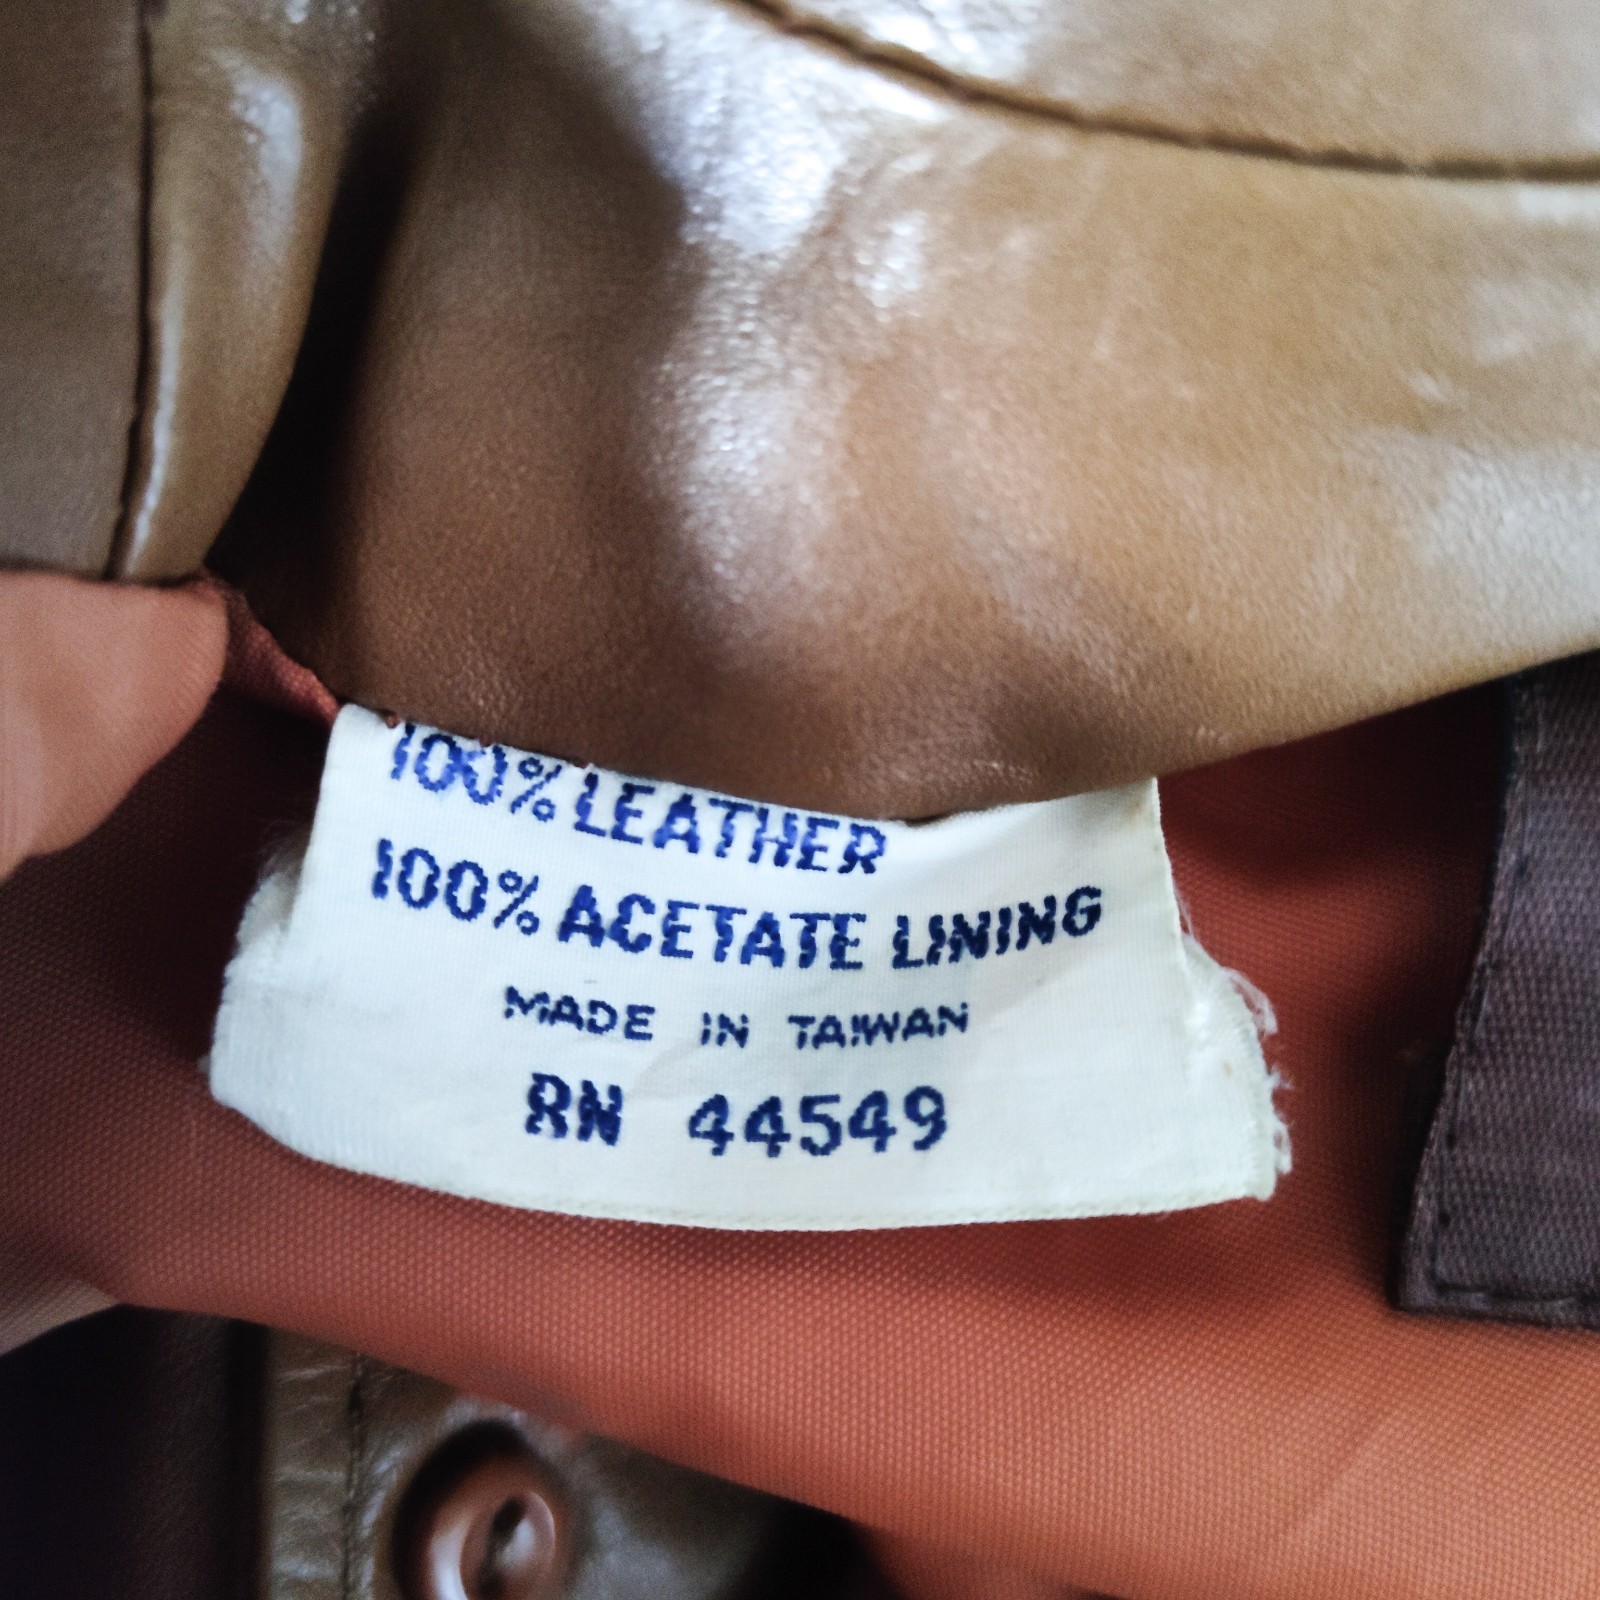 100% LEATHER
100% ACETATE LINING
MADE IN TAIWAN
RN 44549